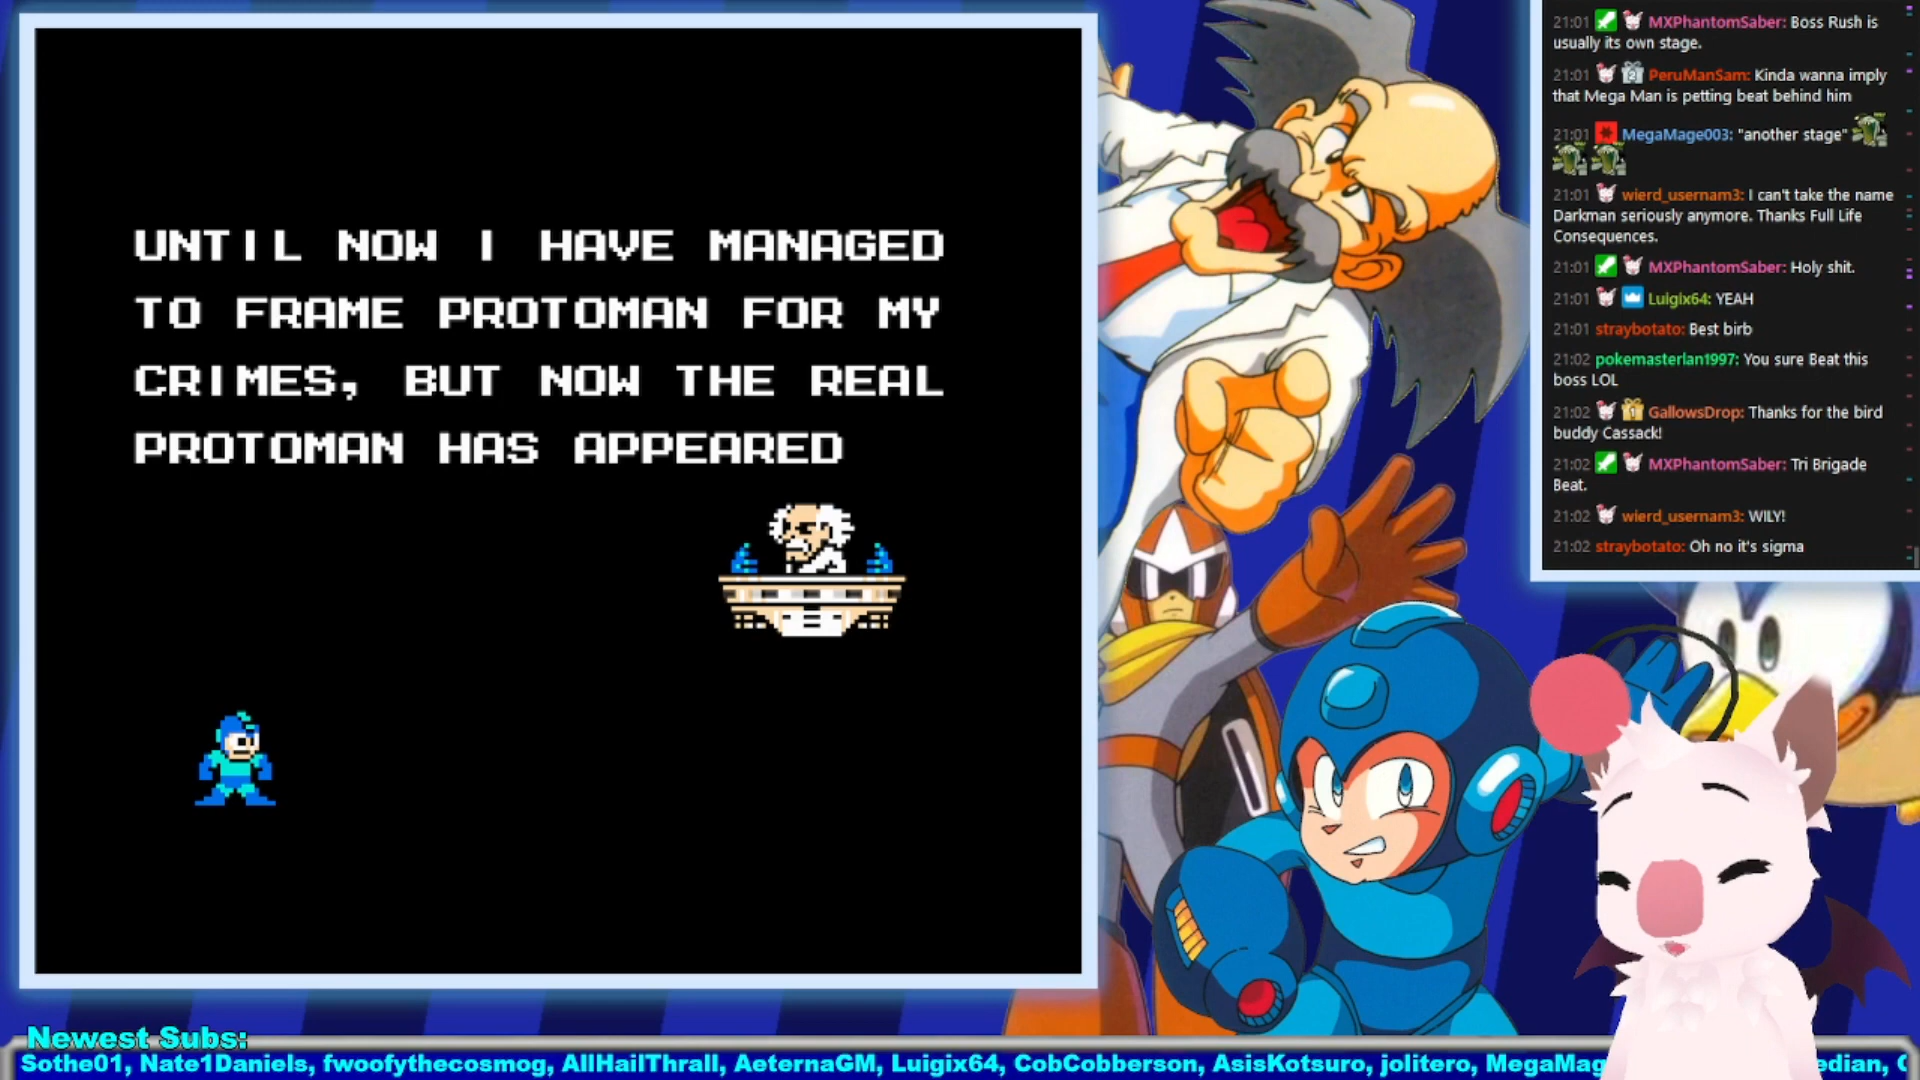 UNTIL NOW I HAVE MANAGED
TO FRAME PROTOMAN FOR MY
CRIMES, BUT NOW THE REAL
PROTOMAN HAS APPEARED
21:01 MXPhantomSaber: Boss Rush is
usually its own stage.
21:01 2 PeruManSam: Kinda wanna imply
that Mega Man is petting beat behind him
21:01 MegaMage003: "another stage"
21:01 wierd_usernam3: I can't take the name
Darkman seriously anymore. Thanks Full Life
Consequences.
21:01 MXPhantomSaber: Holy shit.
21:01 Luigix64: YEAH
21:01 straybotato: Best birb
21:02 pokemasterlan1997: You sure Beat this
boss LOL
21:02 1 GallowsDrop: Thanks for the bird
buddy Cassack!
21:02 MXPhantomSaber: Tri Brigade
Beat.
21:02 wierd_usernam3: WILY!
21:02 straybotato: Oh no it's sigma
Newest Subs:
Sothe01, Nate1Daniels, fwoofythecosmog, AllHailThrall, AeternaGM, Luigix64, CobCobberson, AsisKotsuro, jolitero, MegaMag edian,